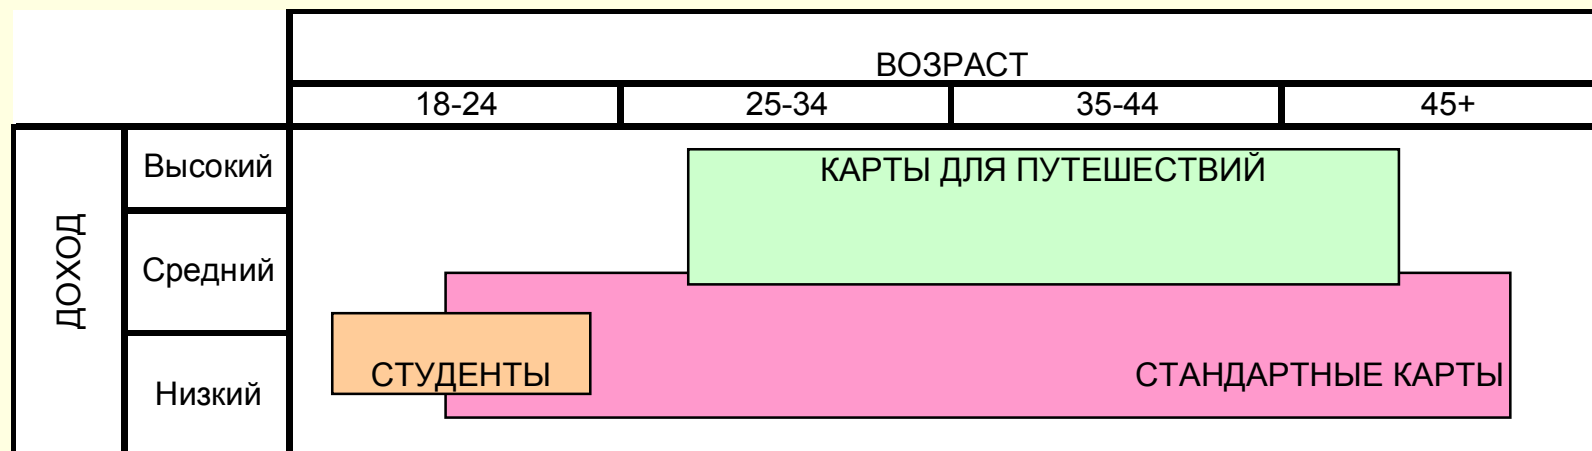 ВОЗРАСТ
18-24 25-34 35-44 45+
ДОХОД
Высокий
КАРТЫ ДЛЯ ПУТЕШЕСТВИЙ
Средний
Низкий
СТУДЕНТЫ
СТАНДАРТНЫЕ КАРТЫ